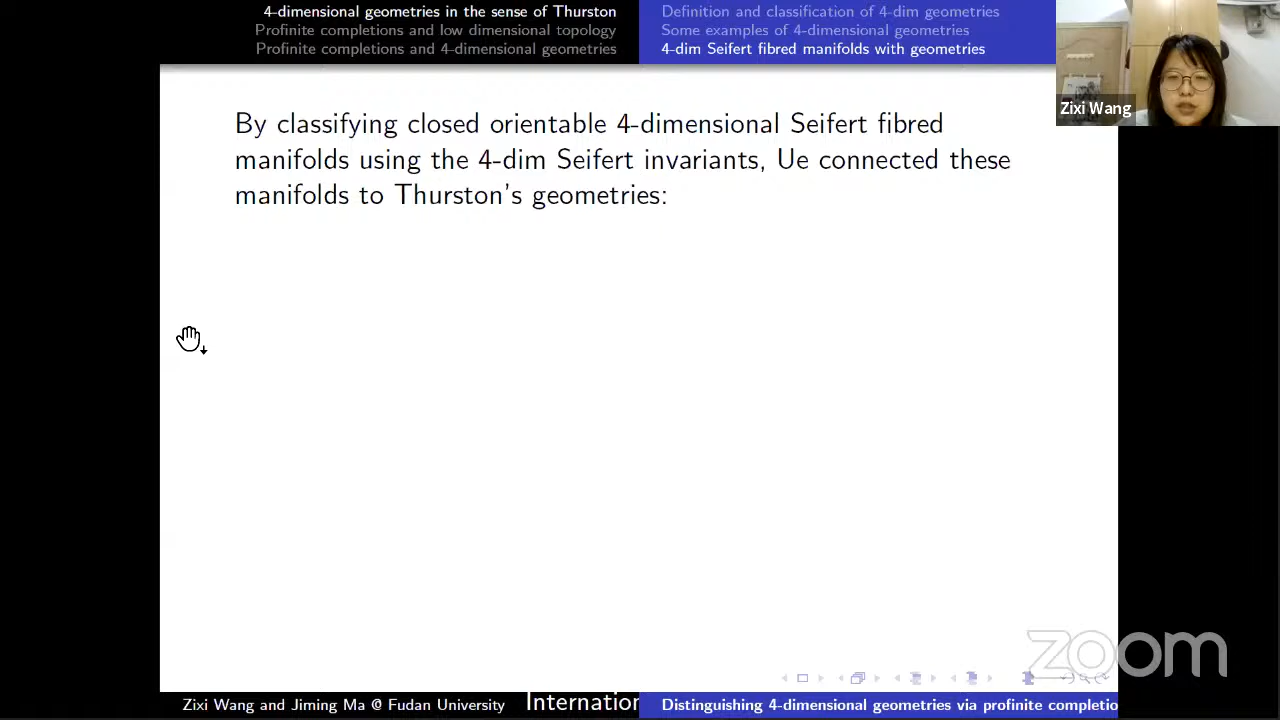 4-dimensional geometries in the sense of Thurston
Profinite completions and low dimensional topology
Profinite completions and 4-dimensional geometries
Definition and classification of 4-dim geometries
Some examples of 4-dimensional geometries
4-dim Seifert fibred manifolds with geometries
Zixi Wang
By classifying closed orientable 4-dimensional Seifert fibred
manifolds using the 4-dim Seifert invariants, Ue connected these
manifolds to Thurston's geometries:
zoom
Zixi Wang and Jiming Ma @ Fudan University
Internation
Distinguishing 4-dimensional geometries via profinite completio